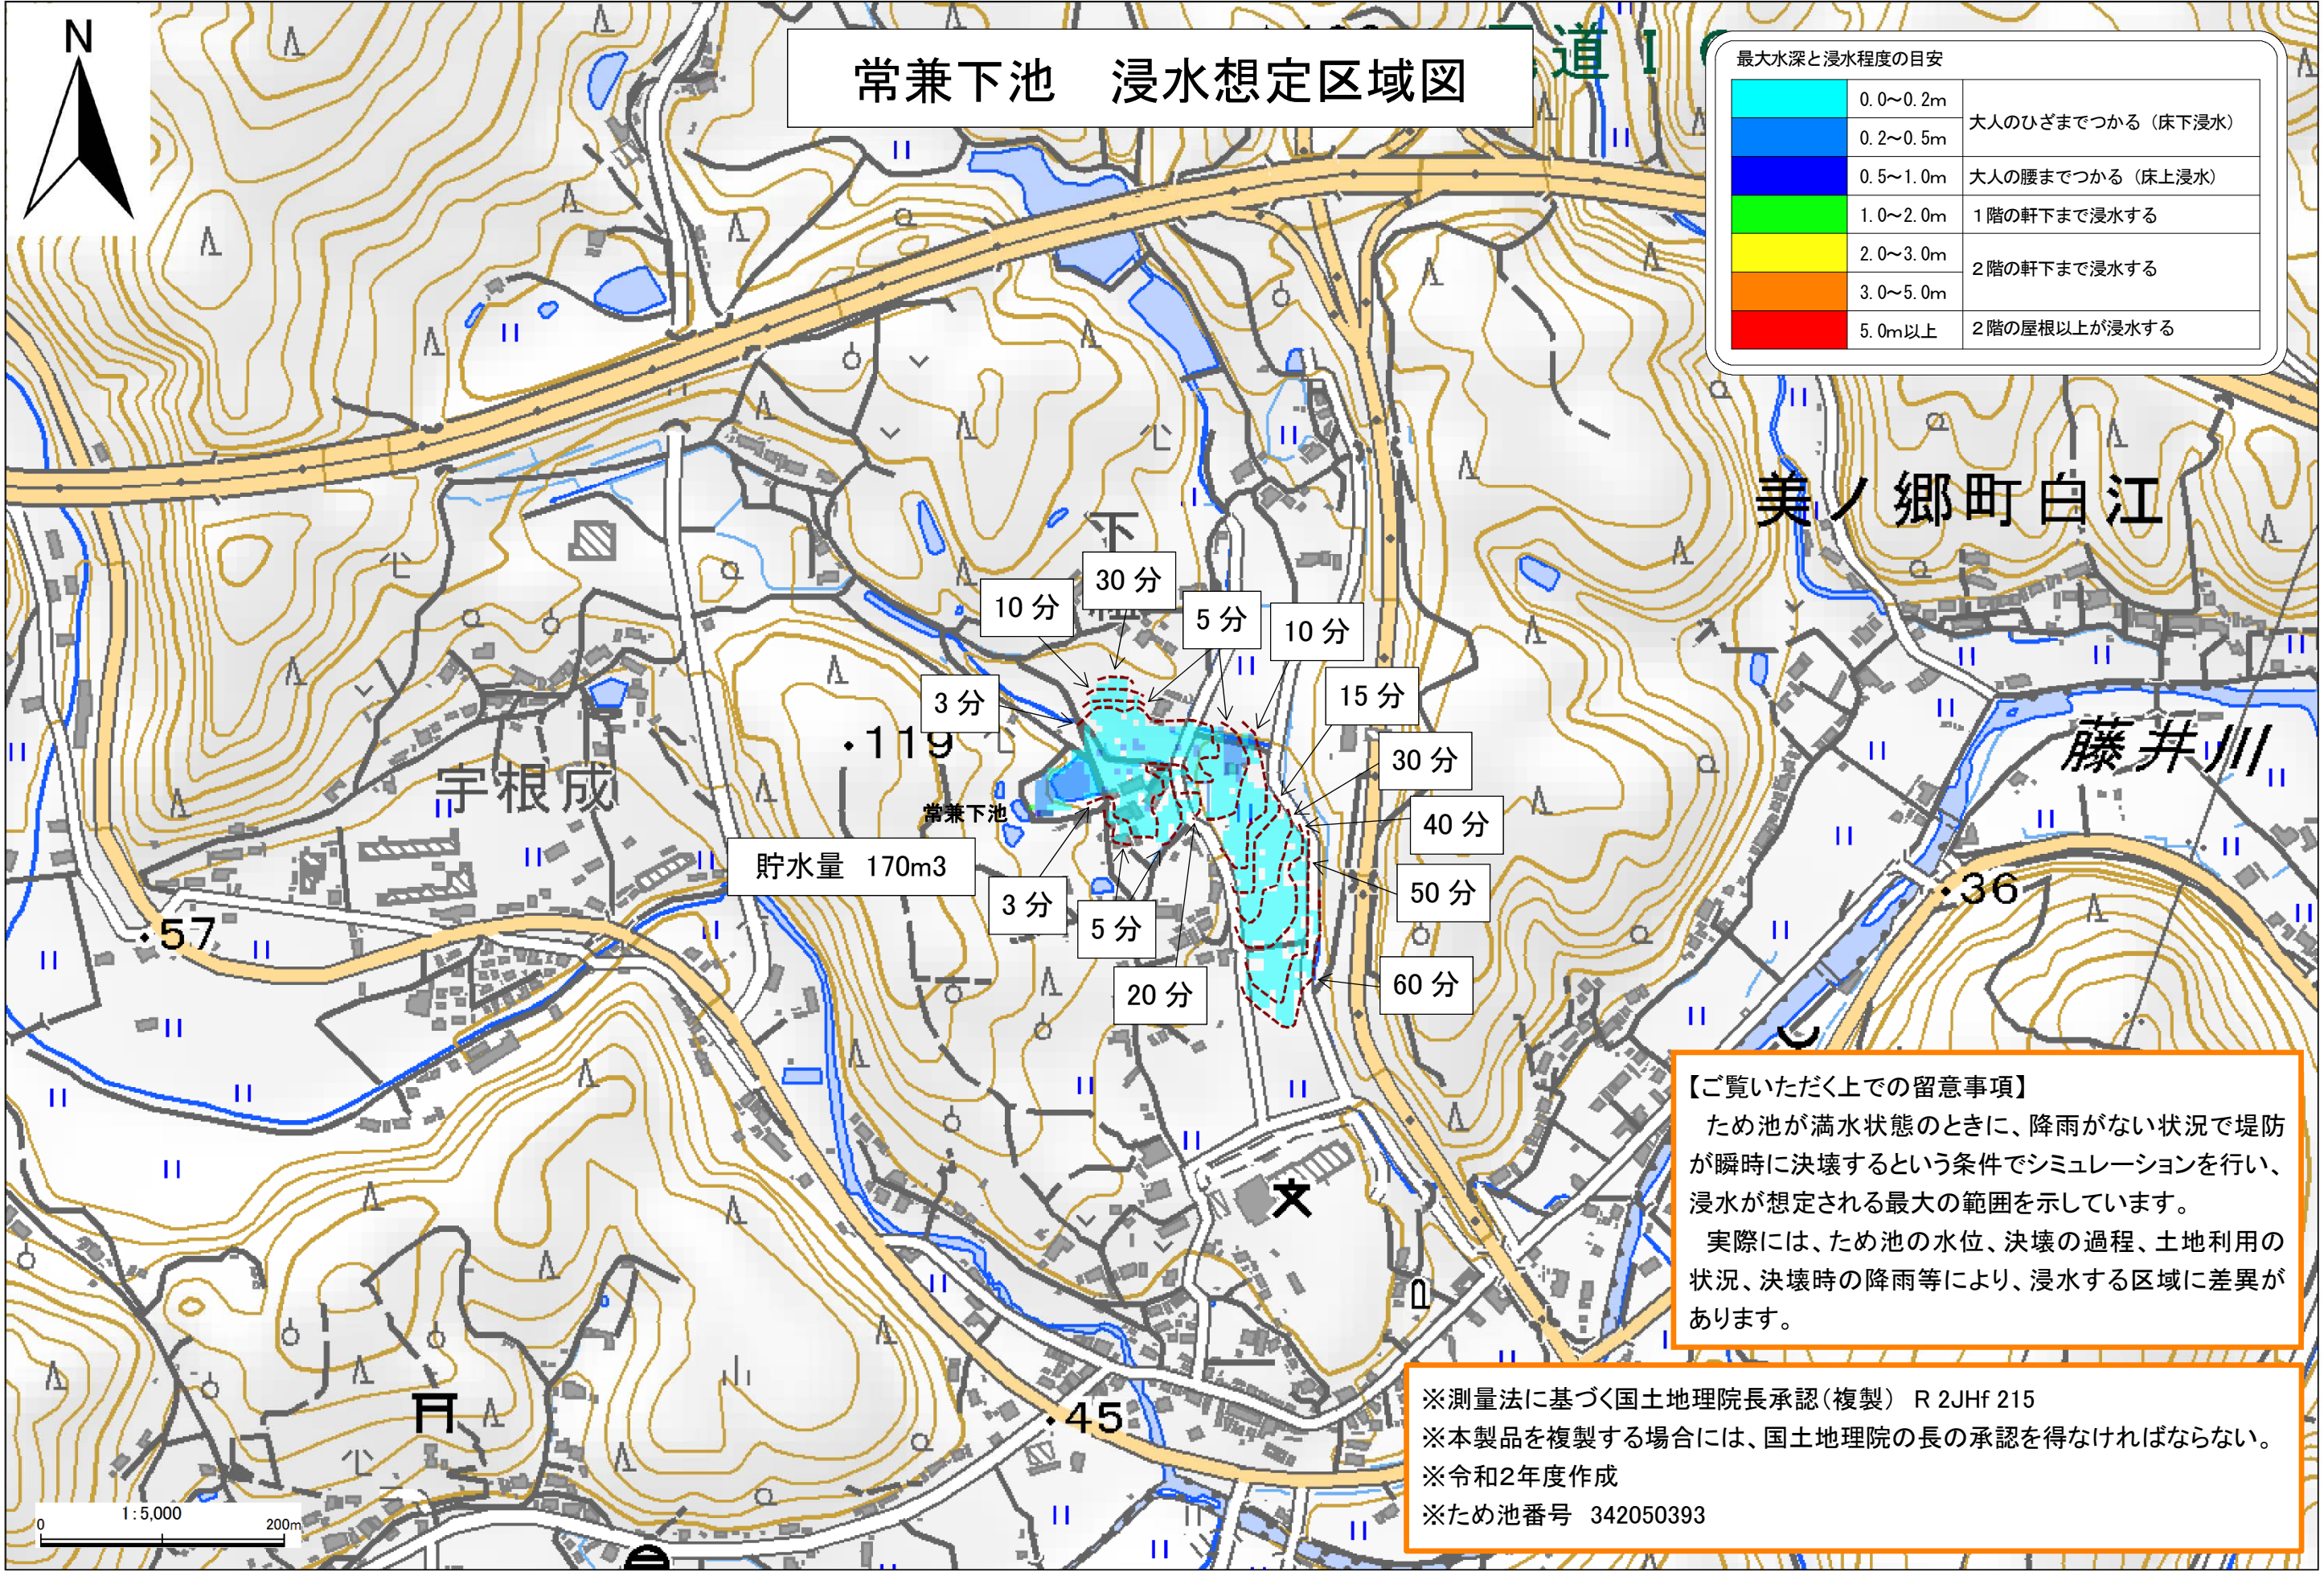 N
常兼下池　浸水想定区域図
道 I
最大水深と浸水程度の目安
0.0～0.2m
大人のひざまでつかる（床下浸水）
0.2～0.5m
0.5～1.0m 大人の腰までつかる（床上浸水）
1.0～2.0m １階の軒下まで浸水する
2.0～3.0m
２階の軒下まで浸水する
3.0～5.0m
5.0m以上 ２階の屋根以上が浸水する
美ノ郷町白江
下
30 分
10 分
5 分
10 分
3 分
15 分
・119
30 分
藤井川
宇根成
常兼下池
40 分
貯水量　170m3
50 分
・36
3 分
5 分
・57
20 分
60 分
【ご覧いただく上での留意事項】
ため池が満水状態のときに、降雨がない状況で堤防
が瞬時に決壊するという条件でシミュレーションを行い、
浸水が想定される最大の範囲を示しています。
実際には、ため池の水位、決壊の過程、土地利用の
状況、決壊時の降雨等により、浸水する区域に差異が
あります。
・45
※測量法に基づく国土地理院長承認（複製）　R 2JHf 215
※本製品を複製する場合には、国土地理院の長の承認を得なければならない。
※令和２年度作成
※ため池番号　342050393
1:5,000
0 200m